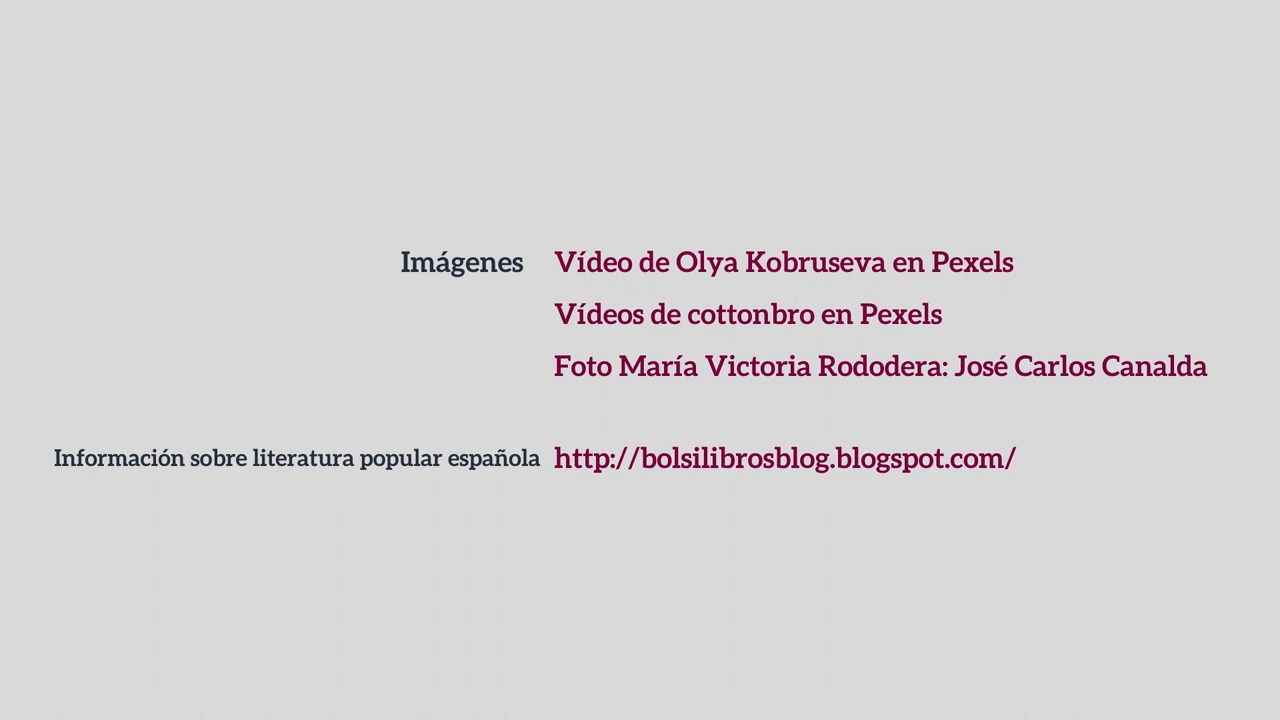 Imágenes Vídeo de Olya Kobruseva en Pexels
Vídeos de cottonbro en Pexels
Foto María Victoria Rododera: José Carlos Canalda
Información sobre literatura popular española http://bolsilibrosblog.blogspot.com/